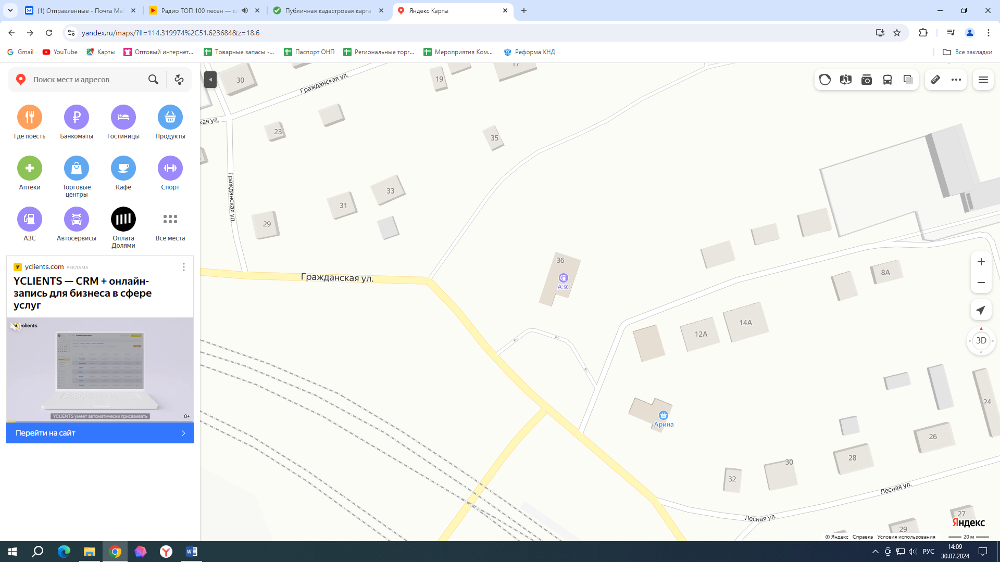 (1) Отправленные - Почта Ма
Радио ТОП 100 песен — сл
Публичная кадастровая карта
Яндекс Карты
yandex.ru/maps/?ll=114.319974%2C51.623684&z=18.6
Gmail
YouTube
Карты
Оптовый интернет...
Товарные запасы -...
Паспорт ОНП
Региональные торг...
Мероприятия Ком...
Реформа КНД
Все закладки
Поиск мест и адресов
Где поесть
Банкоматы
Гостиницы
Продукты
Аптеки
Торговые
центры
Кафе
Спорт
АЗС
Автосервисы
Оплата
Долями
Все места
yclients.com РЕКЛАМА
YCLIENTS — CRM + онлайн-
запись для бизнеса в сфере
услуг
yclients
YCLIENTS умеет автоматически присваивать
0+
Перейти на сайт
30
Гражданская ул.
19
17
кая ул.
23
35
Гражданская ул.
33
31
29
Гражданская ул.
36
АЗС
8А
14А
12А
3D
24
Арина
26
28
30
32
Лесная ул.
Лесная ул.
27
29
Яндекс
© Яндекс Справка Условия использования
20 м
РУС
14:09
30.07.2024